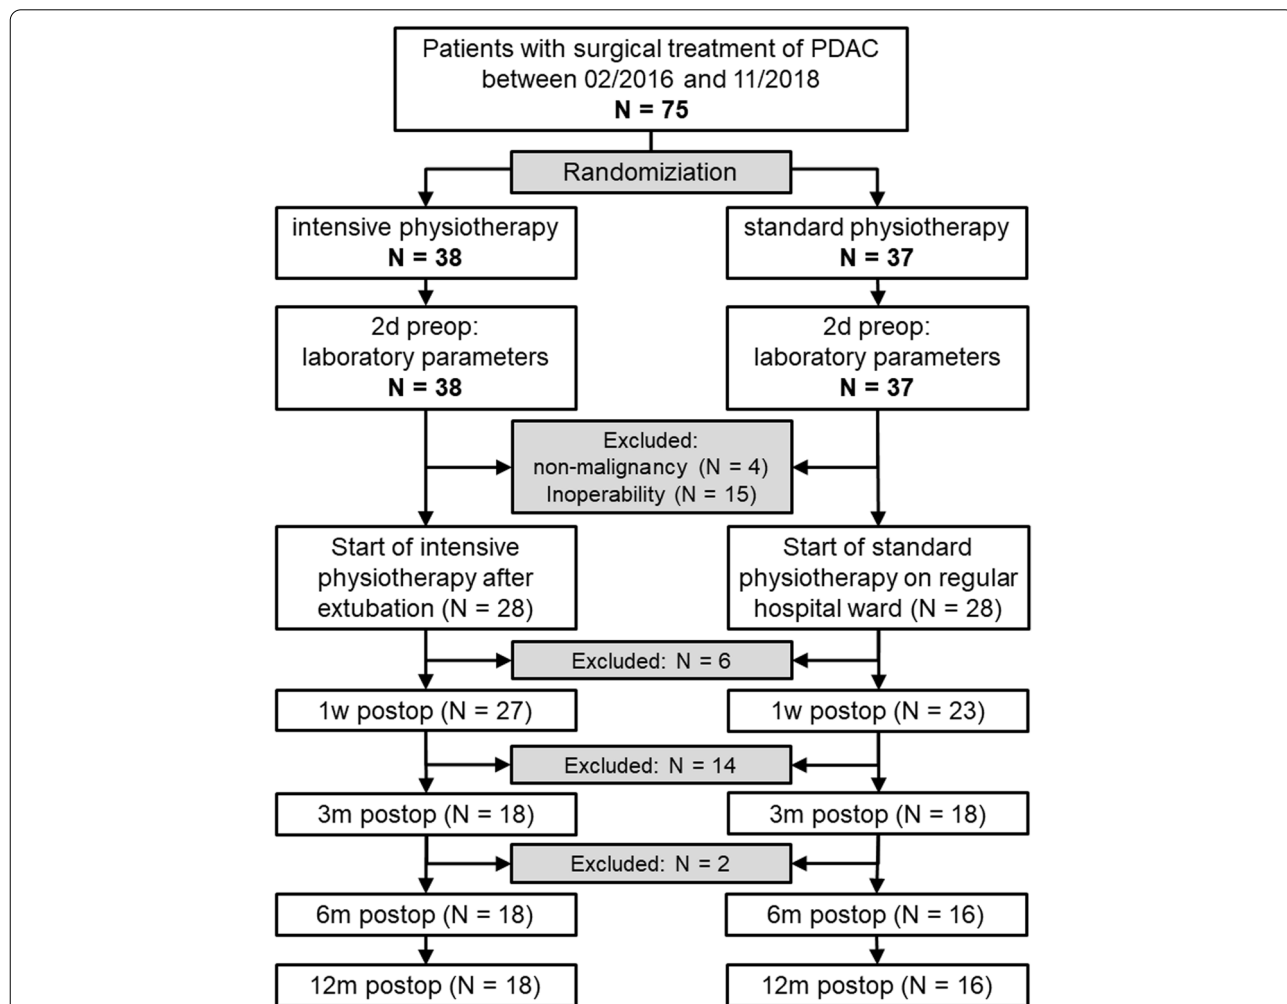 Patients with surgical treatment of PDAC
between 02/2016 and 11/2018
N = 75
Randomiziation
intensive physiotherapy
N = 38
standard physiotherapy
N = 37
2d preop:
laboratory parameters
N = 38
2d preop:
laboratory parameters
N = 37
Excluded:
non-malignancy (N = 4)
Inoperability (N = 15)
Start of intensive
physiotherapy after
extubation (N = 28)
Start of standard
physiotherapy on regular
hospital ward (N = 28)
Excluded: N = 6
1w postop (N = 27)
1w postop (N = 23)
Excluded: N = 14
3m postop (N = 18)
3m postop (N = 18)
Excluded: N = 2
6m postop (N = 18)
6m postop (N = 16)
12m postop (N = 18)
12m postop (N = 16)